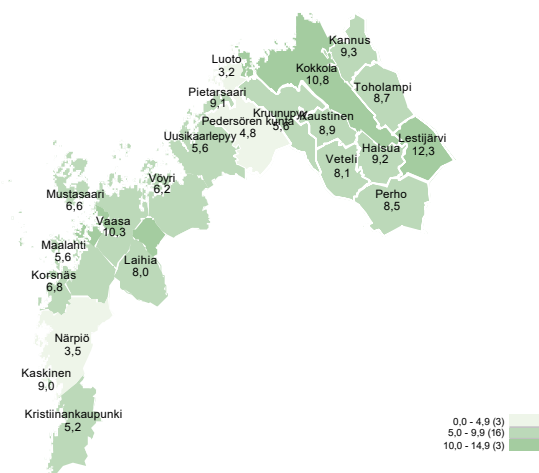 Kannus
9,3
Luoto
3,2
Kokkola
10,8
Toholampi
8,7
Pietarsaari
9,1
Kruunupyy
5,6
Kaustinen
8,9
Pedersören kunta
4,8
Uusikaarlepyy
5,6
Lestijärvi
12,3
Halsua
9,2
Veteli
8,1
Vöyri
6,2
Perho
8,5
Mustasaari
6,6
Vaasa
10,3
Maalahti
5,6
Laihia
8,0
Korsnäs
6,8
Närpiö
3,5
Kaskinen
9,0
Kristiinankaupunki
5,2
0,0 - 4,9 (3)
5,0 - 9,9 (16)
10,0 - 14,9 (3)